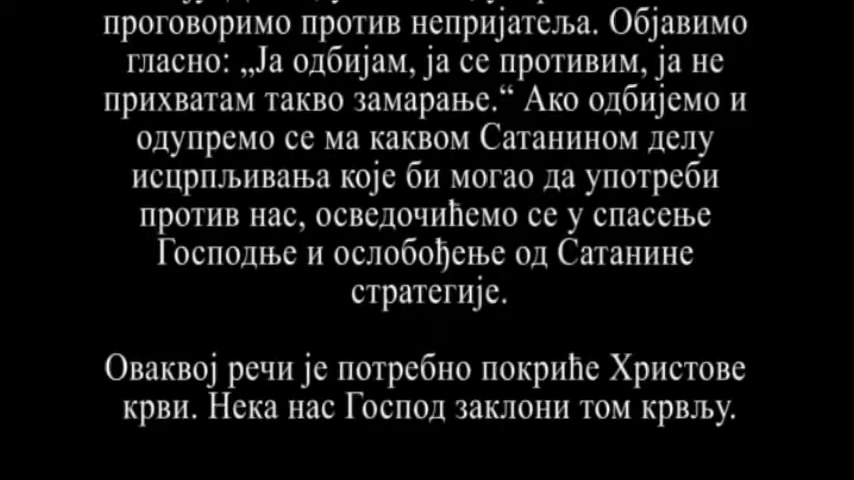 проговоримо против непријатеља. Објавимо
гласно: „Ја одбијам, ја се противим, ја не
прихватам такво замарање.“ Ако одбијемо и
одупремо се ма каквом Сатанином делу
исцрпљивања које би могао да употреби
против нас, осведочићемо се у спасење
Господње и ослобођење од Сатанине
стратегије.
Оваквој речи је потребно покриће Христове
крви. Нека нас Господ заклони том крвљу.